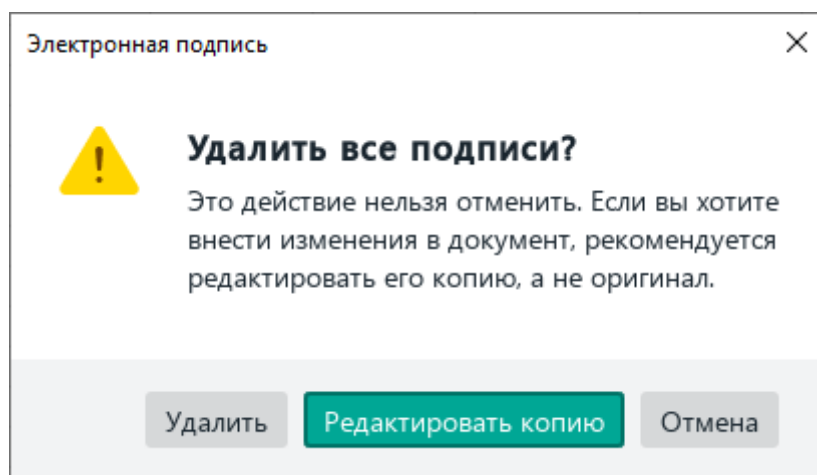 Электронная подпись
Удалить все подписи?
Это действие нельзя отменить. Если вы хотите
внести изменения в документ, рекомендуется
редактировать его копию, а не оригинал.
Удалить Редактировать копию Отмена